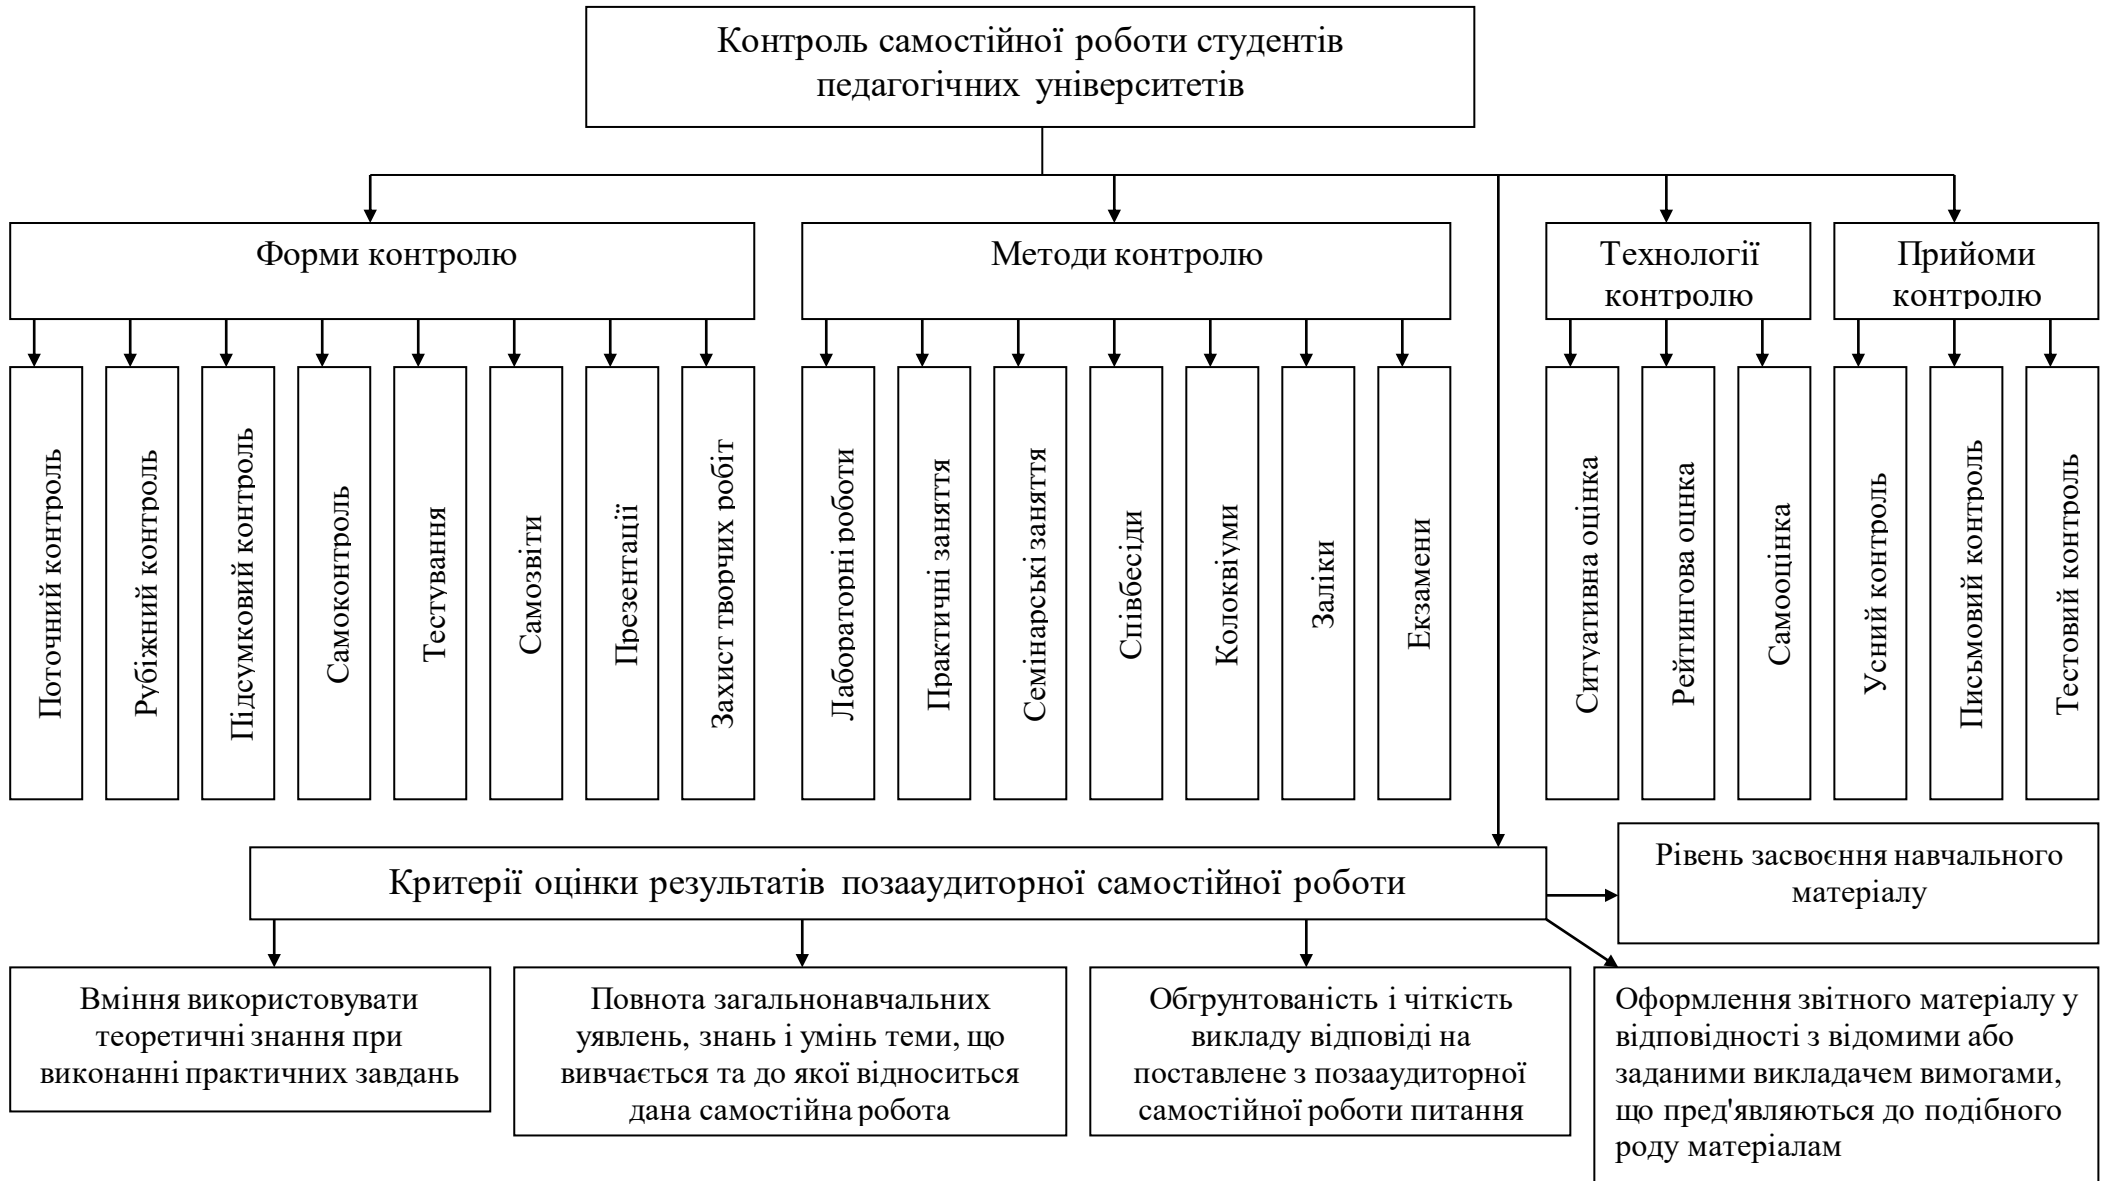 Контроль самостійної роботи студентів
педагогічних університетів
Форми контролю
Методи контролю
Технології
контролю
Прийоми
контролю
Поточний контроль
Рубіжний контроль
Підсумковий контроль
Самоконтроль
Тестування
Самозвіти
Презентації
Захист творчих робіт
Лабораторні роботи
Практичні заняття
Семінарські заняття
Співбесіди
Колоквіуми
Заліки
Екзамени
Ситуативна оцінка
Рейтингова оцінка
Самооцінка
Усний контроль
Письмовий контроль
Тестовий контроль
Критерії оцінки результатів позааудиторної самостійної роботи
Рівень засвоєння навчального
матеріалу
Вміння використовувати
теоретичні знання при
виконанні практичних завдань
Повнота загальнонавчальних
уявлень, знань і умінь теми, що
вивчається та до якої відноситься
дана самостійна робота
Обгрунтованість і чіткість
викладу відповіді на
поставлене з позааудиторної
самостійної роботи питання
Оформлення звітного матеріалу у
відповідності з відомими або
заданими викладачем вимогами,
що пред'являються до подібного
роду матеріалам